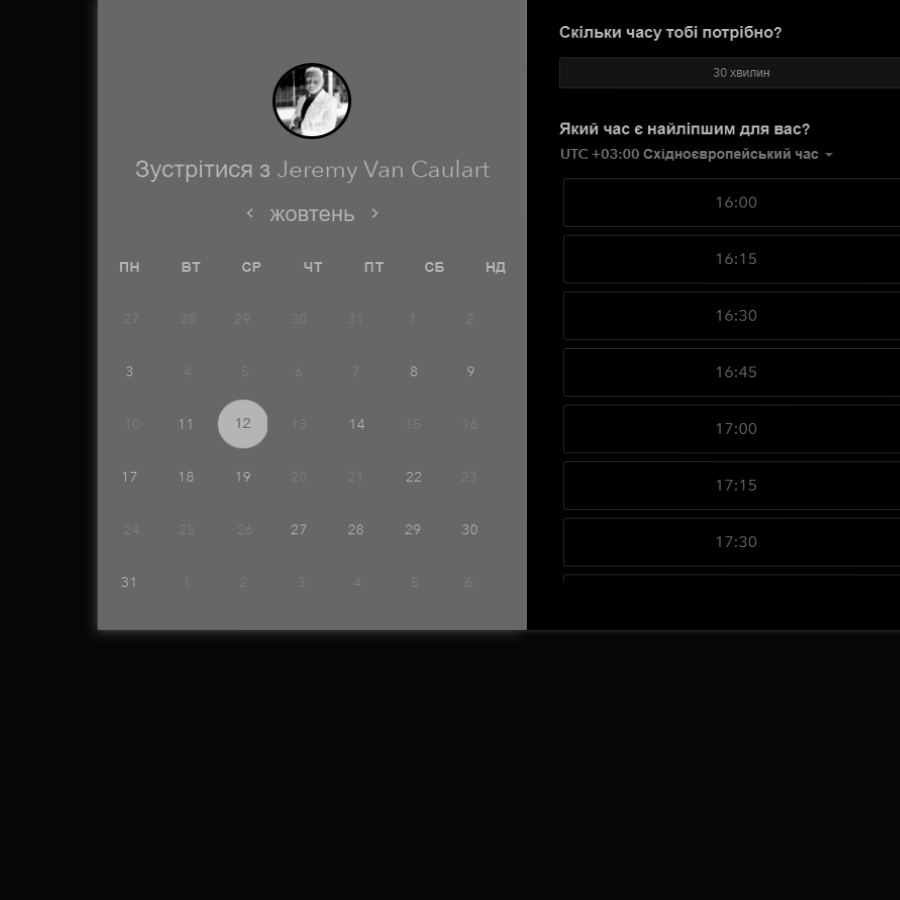 Зустрітися з Jeremy Van Caulart
жовтень
ПН ВТ СР ЧТ ПТ СБ НД
27 28 29 30 31 1 2
3 4 5 6 7 8 9
10 11 12 13 14 15 16
17 18 19 20 21 22 23
24 25 26 27 28 29 30
31 1 2 3 4 5 6
Скільки часу тобі потрібно?
30 хвилин
Який час є найліпшим для вас?
UTC +03:00 Східноєвропейський час
16:00
16:15
16:30
16:45
17:00
17:15
17:30